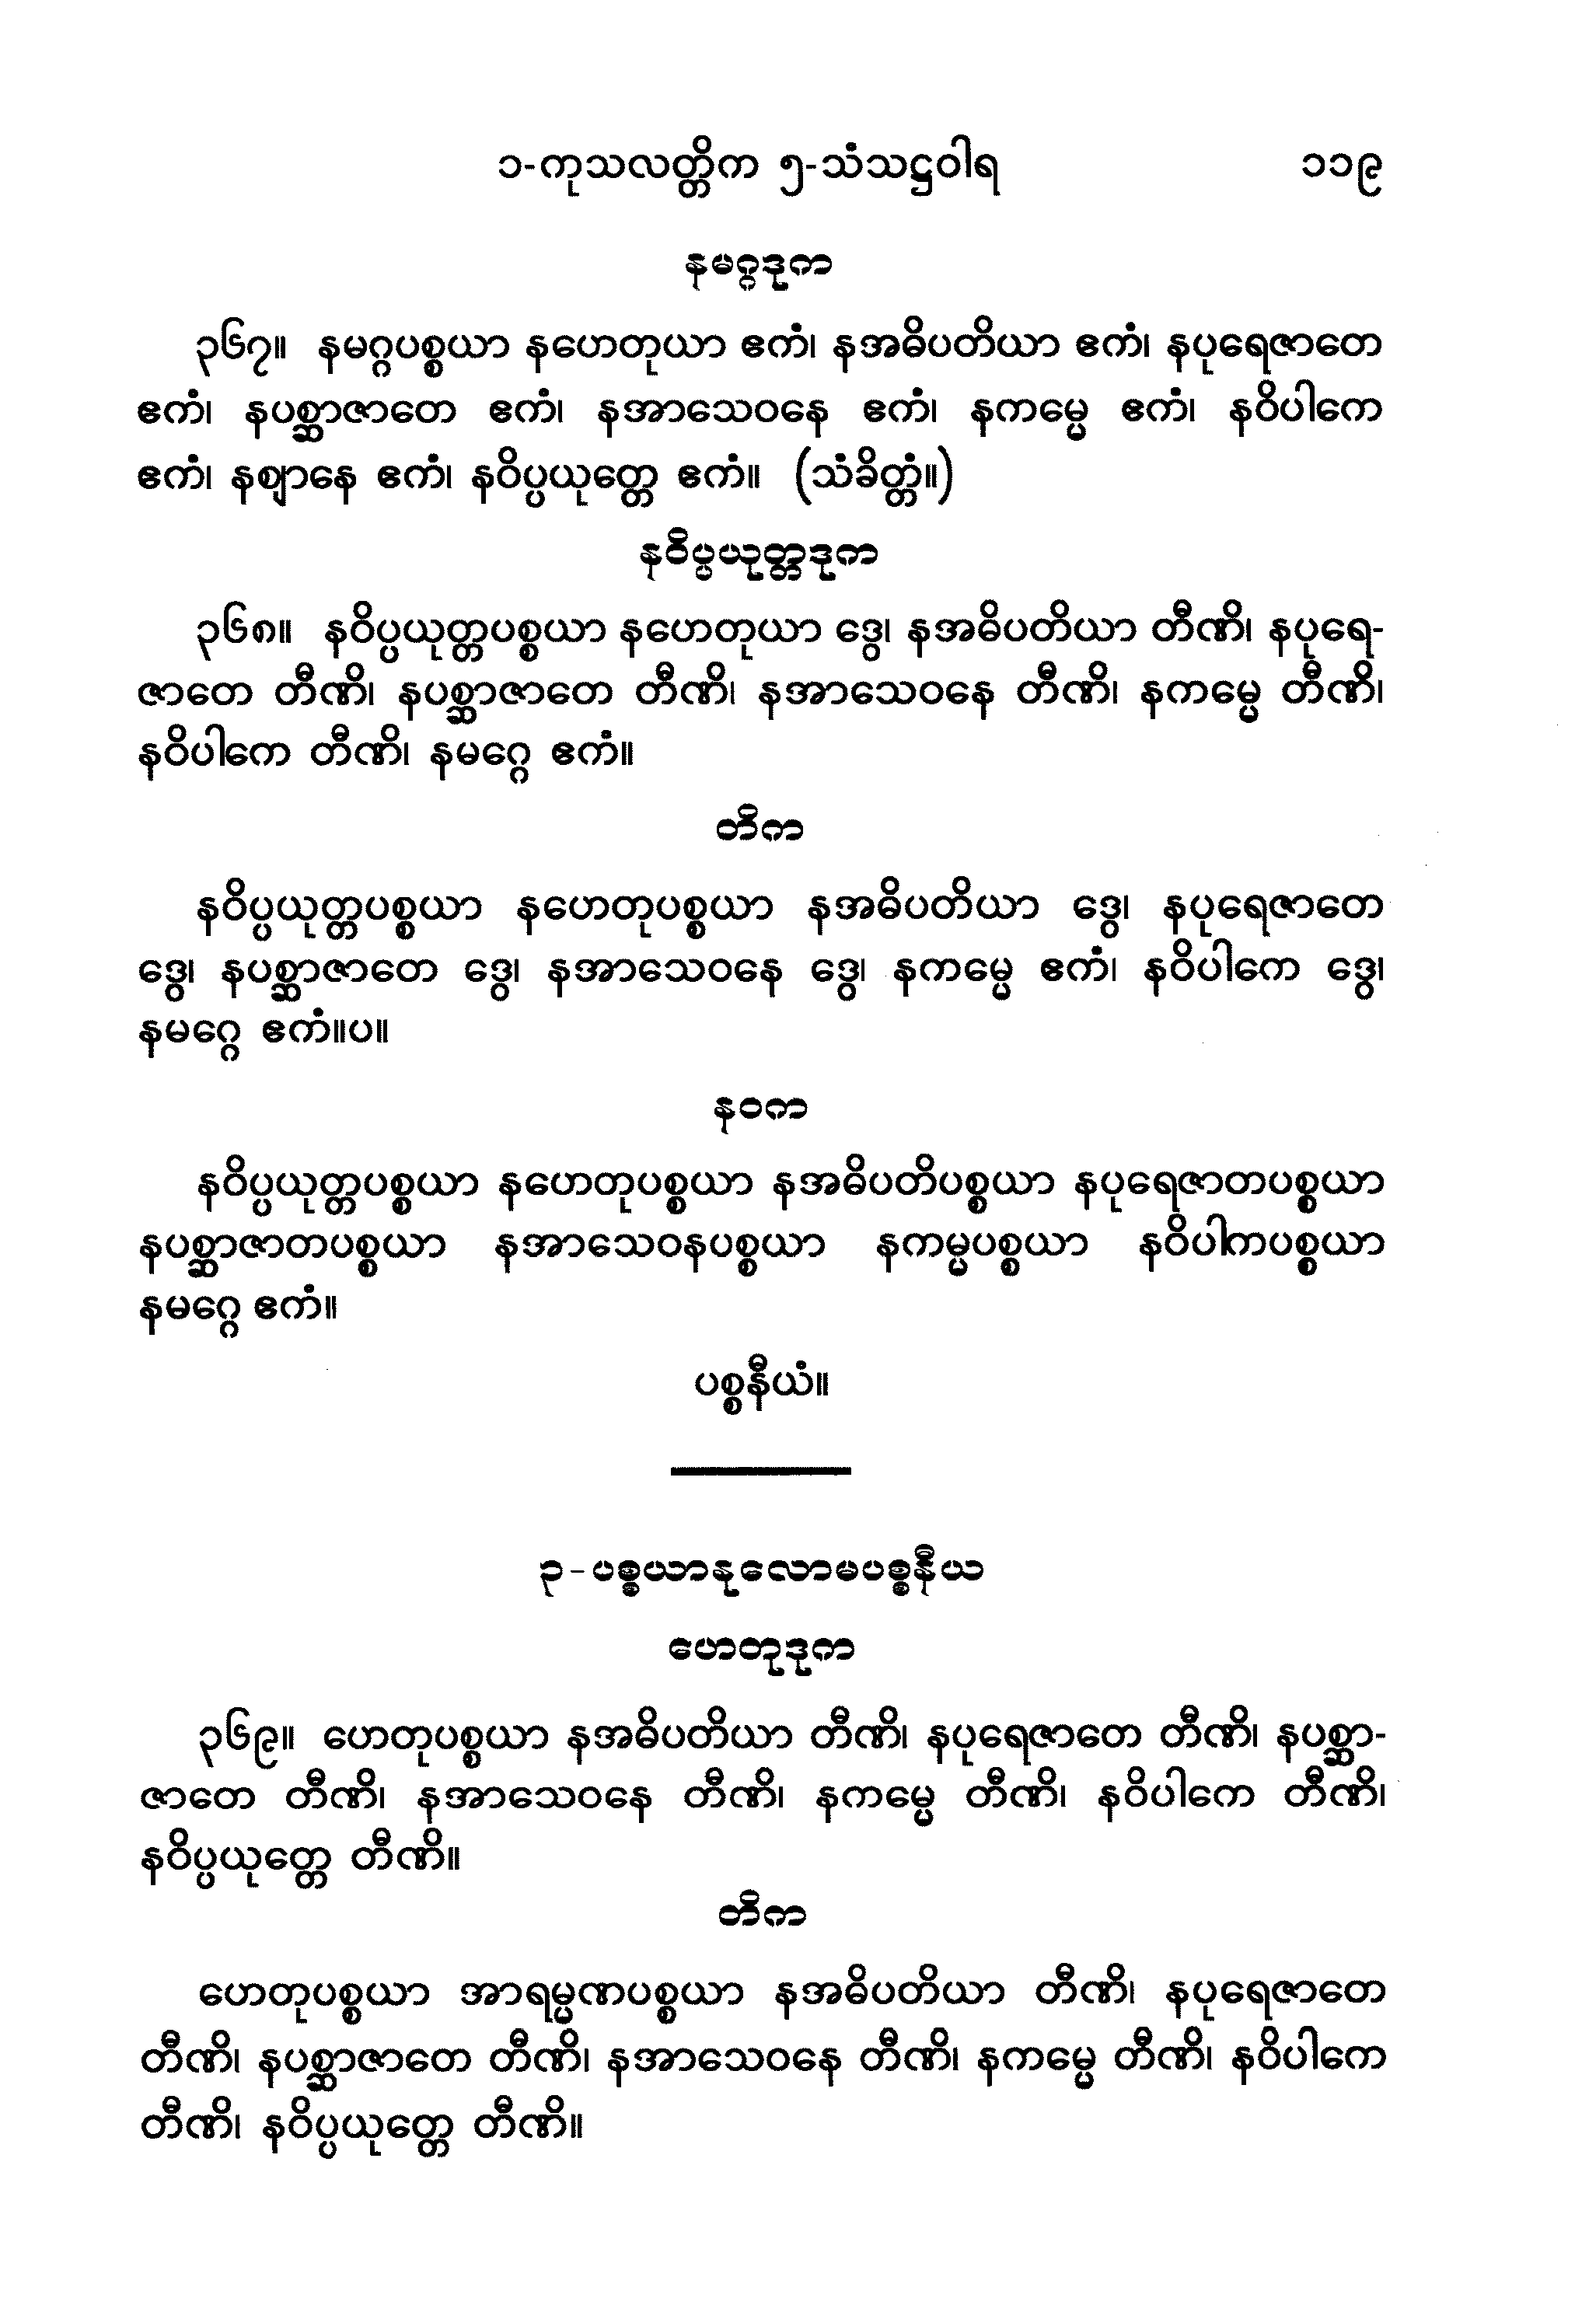 ၁-ကုသလတ္တိက ၅-သံသဋ္ဌဝါရ ၁၁၉
နမဂ္ဂဒုက
၃၆၇။ နမဂ္ဂပစ္စယာ နဟေတုယာ ဧကံ၊ နအဓိပတိယာ ဧကံ၊ နပုရေဇာတေ
ဧကံ၊ နပစ္ဆာဇာတေ ဧကံ၊ နအာသေဝနေ ဧကံ၊ နကမ္မေ ဧကံ၊ နဝိပါကေ
ဧကံ၊ နဈာနေ ဧကံ၊ နဝိပ္ပယုတ္တေ ဧကံ။ (သံခိတ္တံ။)
နဝိပ္ပယုတ္တဒုက
၃၆၈။ နဝိပ္ပယုတ္တပစ္စယာ နဟေတုယာ ဒွေ၊ နအဓိပတိယာ တီဏိ၊ နပုရေ-
ဇာတေ တီဏိ၊ နပစ္ဆာဇာတေ တီဏိ၊ နအာသေဝနေ တီဏိ၊ နကမ္မေ တီဏိ၊
နဝိပါကေ တီဏိ၊ နမဂ္ဂေ ဧကံ။
တိက
နဝိပ္ပယုတ္တပစ္စယာ နဟေတုပစ္စယာ နအဓိပတိယာ ဒွေ၊ နပုရေဇာတေ
ဒွေ၊ နပစ္ဆာဇာတေ ဒွေ၊ နအာသေဝနေ ဒွေ၊ နကမ္မေ ဧကံ၊ နဝိပါကေ ဒွေ၊
နမဂ္ဂေ ဧကံ။ပ။
နဝက
နဝိပ္ပယုတ္တပစ္စယာ နဟေတုပစ္စယာ နအဓိပတိပစ္စယာ နပုရေဇာတပစ္စယာ
နပစ္ဆာဇာတပစ္စယာ နအာသေဝနပစ္စယာ နကမ္မပစ္စယာ နဝိပါကပစ္စယာ
နမဂ္ဂေ ဧကံ။
ပစ္စနီယံ။
၃-ပစ္စယာနုလောမပစ္စနီယ
ဟေတုဒုက
၃၆၉။ ဟေတုပစ္စယာ နအဓိပတိယာ တီဏိ၊ နပုရေဇာတေ တီဏိ၊ နပစ္ဆာ-
ဇာတေ တီဏိ၊ နအာသေဝနေ တီဏိ၊ နကမ္မေ တီဏိ၊ နဝိပါကေ တီဏိ၊
နဝိပ္ပယုတ္တေ တီဏိ။
တိက
ဟေတုပစ္စယာ အာရမ္မဏပစ္စယာ နအဓိပတိယာ တီဏိ၊ နပုရေဇာတေ
တီဏိ၊ နပစ္ဆာဇာတေ တီဏိ၊ နအာသေဝနေ တီဏိ၊ နကမ္မေ တီဏိ၊ နဝိပါကေ
တီဏိ၊ နဝိပ္ပယုတ္တေ တီဏိ။